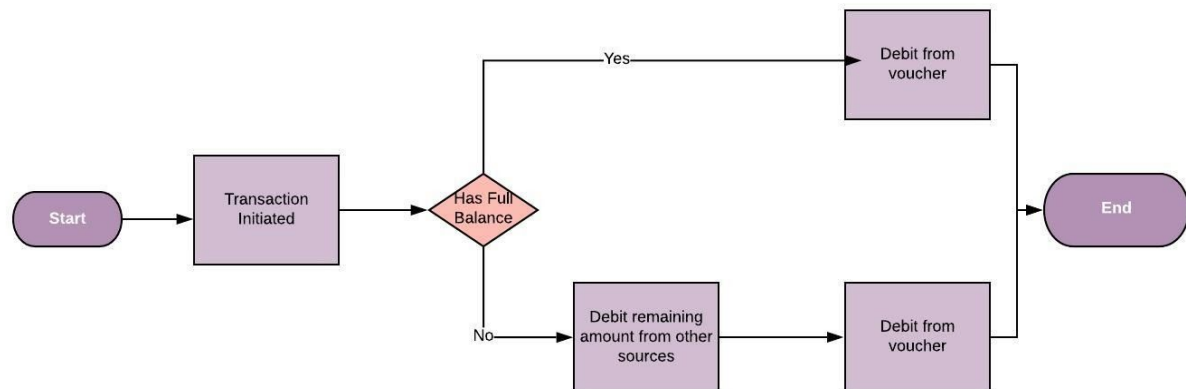 Start
Transaction
Initiated
Has Full
Balance
Yes
Debit from
voucher
No
Debit remaining
amount from other
sources
Debit from
voucher
End